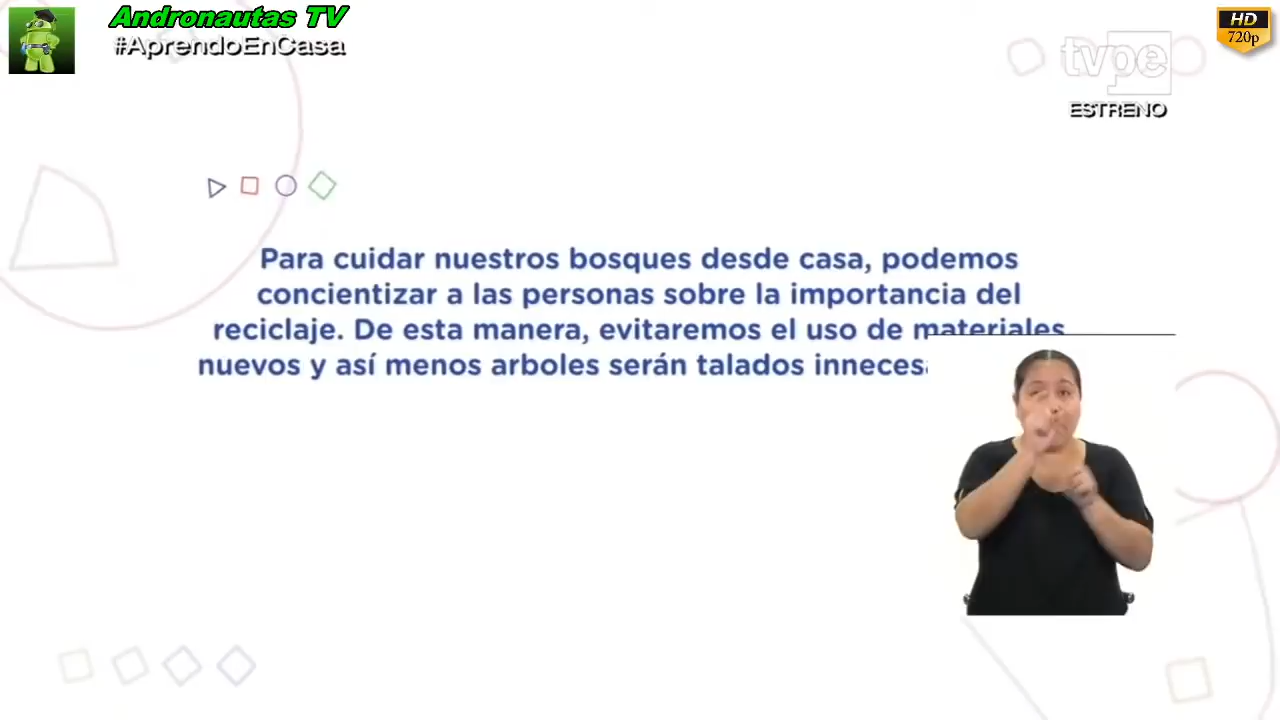 Andronautas TV
#AprendoEnCasa
HD
720p
tvpe
ESTRENO
Para cuidar nuestros bosques desde casa, podemos
concientizar a las personas sobre la importancia del
reciclaje. De esta manera, evitaremos el uso de materiales
nuevos y así menos arboles serán talados